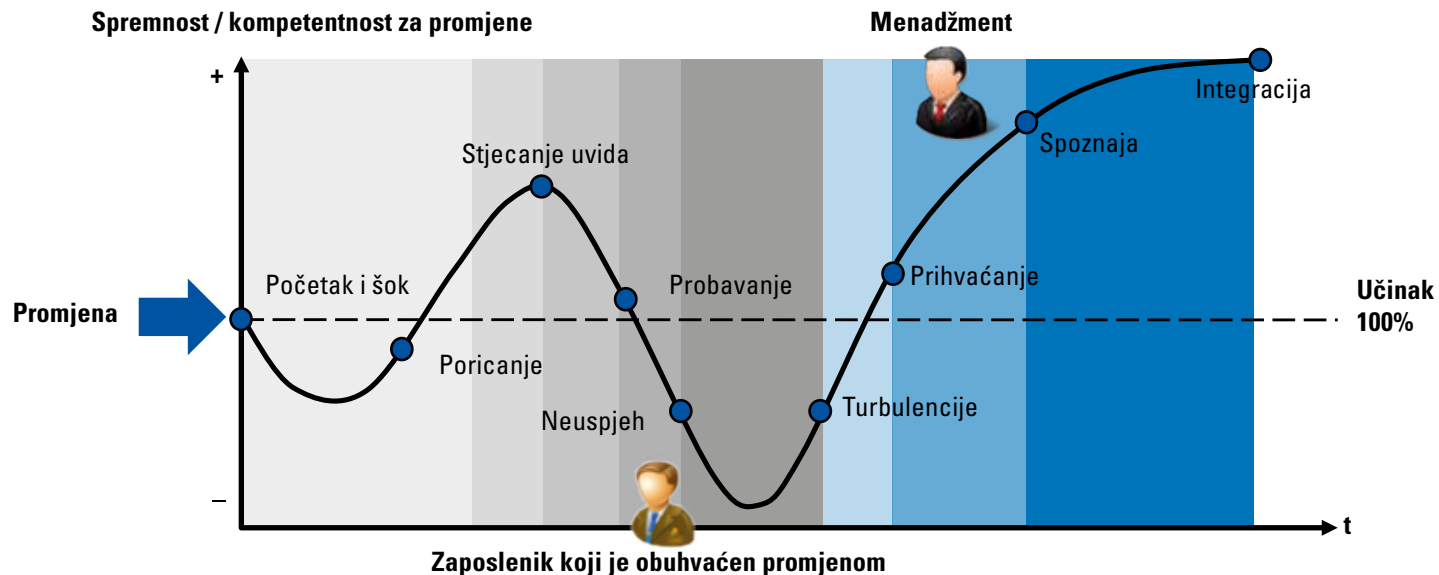 Spremnost / kompetentnost za promjene
Menadžment
+
Integracija
Spoznaja
Stjecanje uvida
Početak i šok
Probavanje
Prihvaćanje
Promjena
Učinak
100%
Poricanje
Neuspjeh
Turbulencije
–
t
Zaposlenik koji je obuhvaćen promjenom